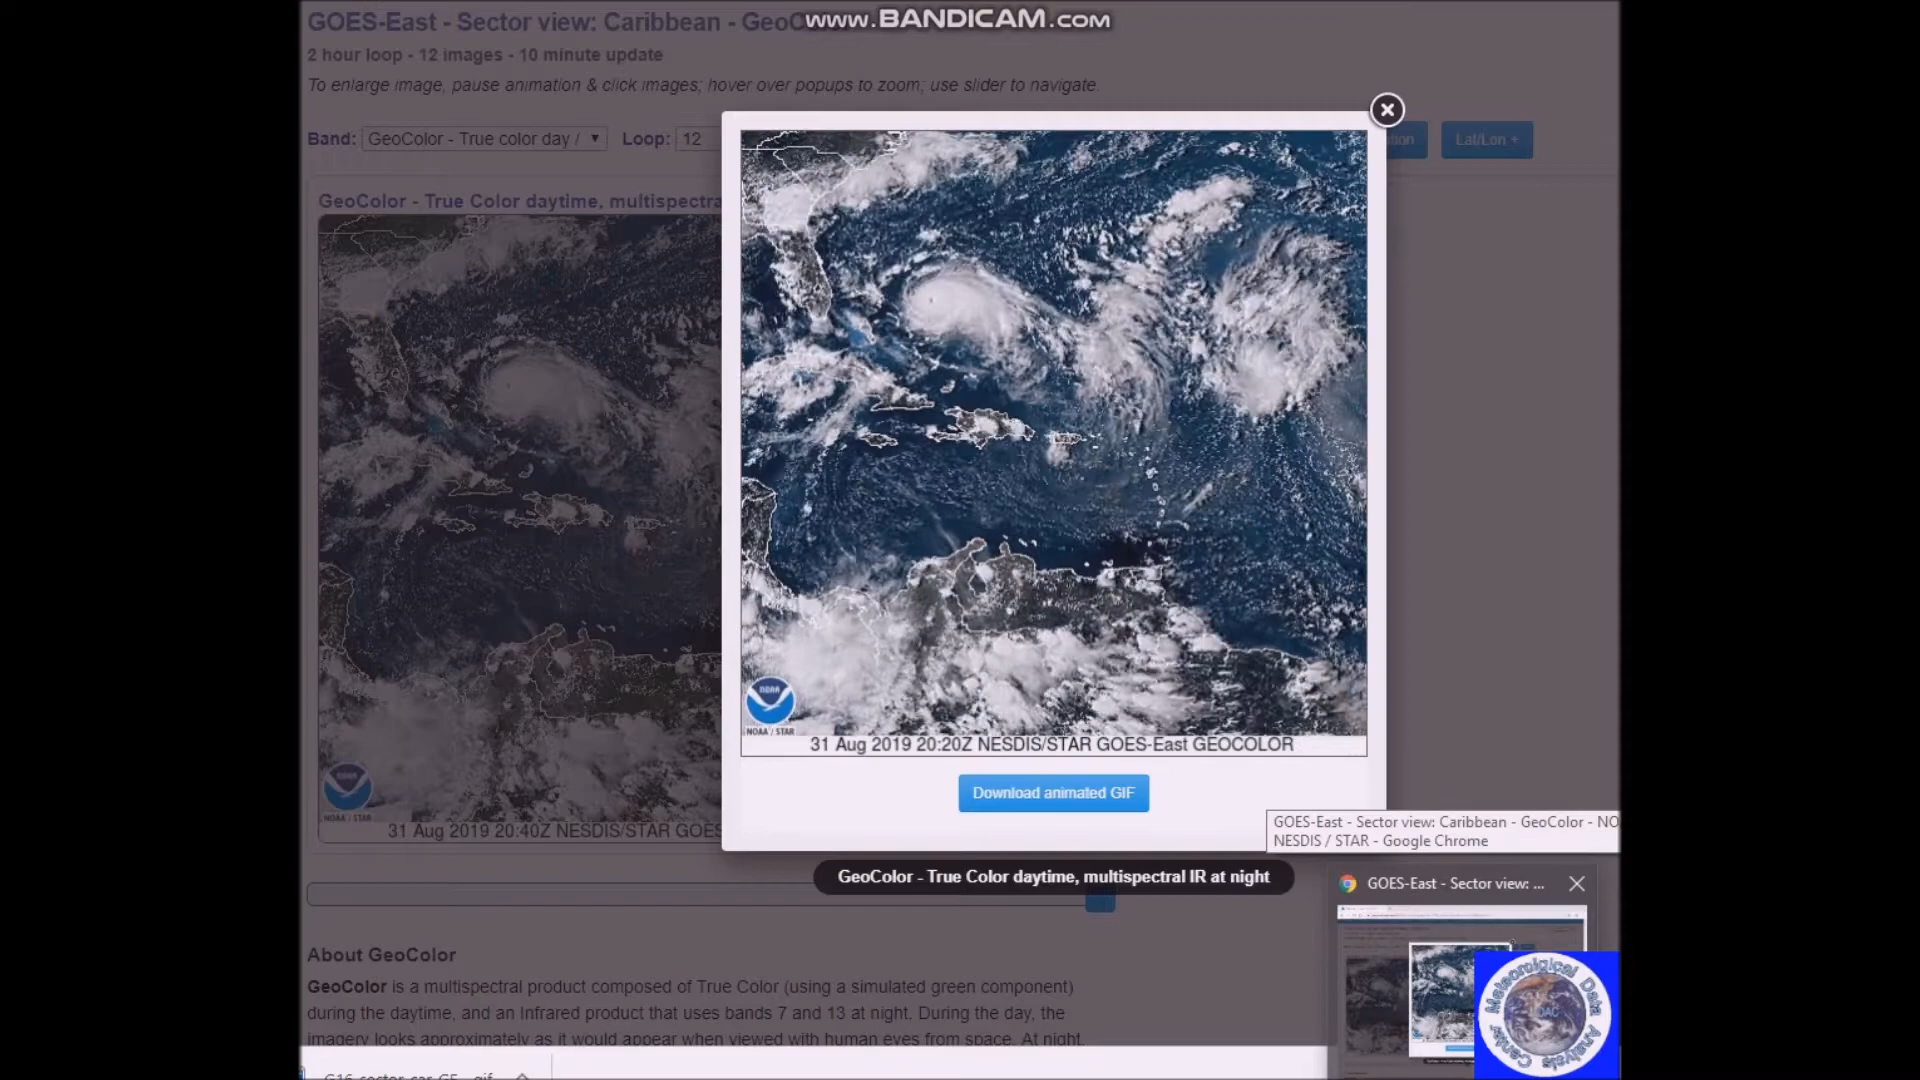 www.BANDICAM.com
GOES-East - Sector view: Caribbean - GeoC
2 hour loop - 12 images - 10 minute update
To enlarge image, pause animation & click images; hover over popups to zoom; use slider to navigate.
Band: GeoColor - True color day / Loop: 12
Lat/Lon +
GeoColor - True Color daytime, multispectra
NOAA
NOAA / STAR
31 Aug 2019 20:20Z NESDIS/STAR GOES-East GEOCOLOR
Download animated GIF
NOAA / STAR
31 Aug 2019 20:40Z NESDIS/STAR GOES
GOES-East - Sector view: Caribbean - GeoColor - NO
NESDIS / STAR - Google Chrome
GeoColor - True Color daytime, multispectral IR at night
GOES-East - Sector view: ...
About GeoColor
GeoColor is a multispectral product composed of True Color (using a simulated green component)
during the daytime, and an Infrared product that uses bands 7 and 13 at night. During the day, the
imagery looks approximately as it would appear when viewed with human eyes from space. At night,